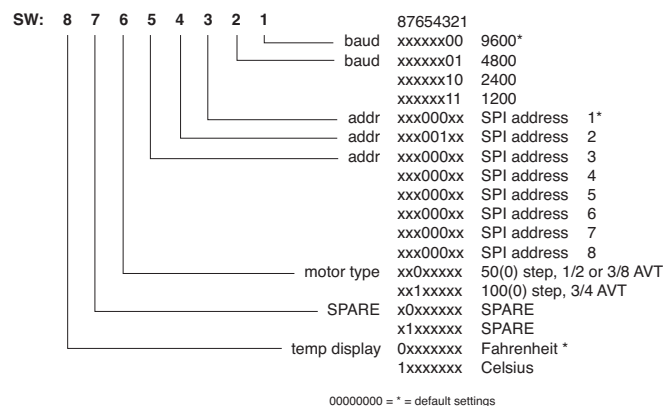 SW: 8 7 6 5 4 3 2 1 87654321
baud xxxxxx00 9600*
baud xxxxxx01 4800
xxxxxx10 2400
xxxxxx11 1200
addr xxx000xx SPI address 1*
addr xxx001xx SPI address 2
addr xxx000xx SPI address 3
xxx000xx SPI address 4
xxx000xx SPI address 5
xxx000xx SPI address 6
xxx000xx SPI address 7
xxx000xx SPI address 8
motor type xx0xxxxx 50(0) step, 1/2 or 3/8 AVT
xx1xxxxx 100(0) step, 3/4 AVT
SPARE x0xxxxxx SPARE
x1xxxxxx SPARE
temp display 0xxxxxxx Fahrenheit *
1xxxxxxx Celsius
00000000 = * = default settings